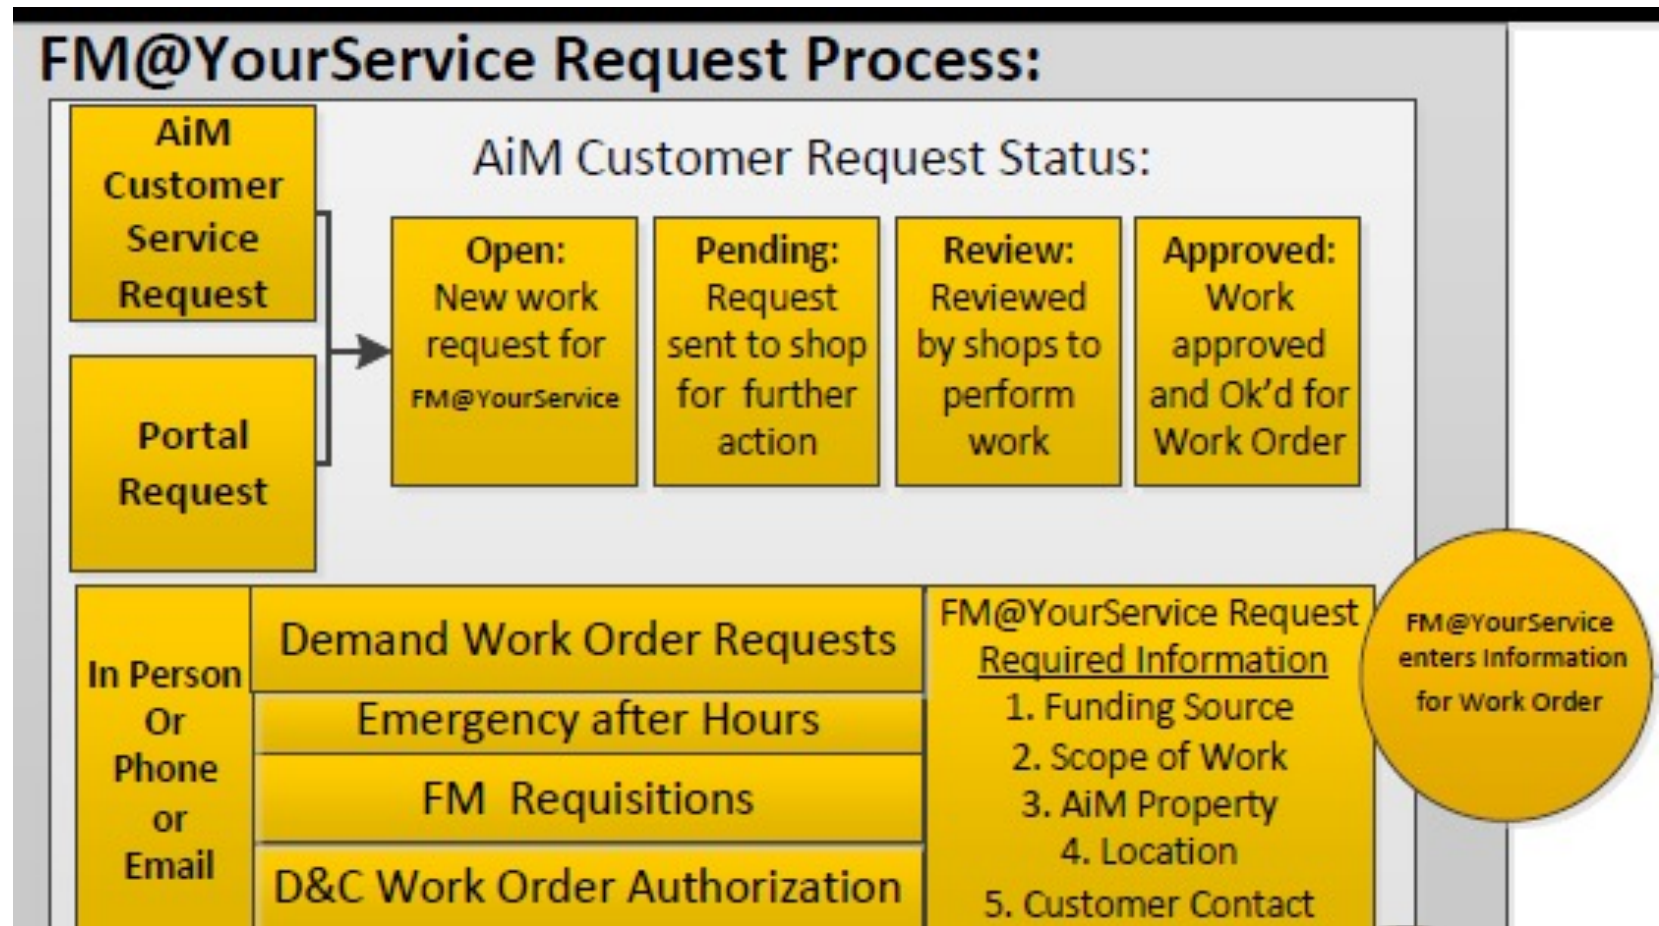 FM@YourService Request Process:
AiM
Customer
Service
Request
Portal
Request
AiM Customer Request Status:
Open:
New work
request for
FM@YourService
Pending:
Request
sent to shop
for further
action
Review:
Reviewed
by shops to
perform
work
Approved:
Work
approved
and Ok'd for
Work Order
In Person
Or
Phone
or
Email
Demand Work Order Requests
Emergency after Hours
FM Requisitions
D&C Work Order Authorization
FM@YourService Request
Required Information
1. Funding Source
2. Scope of Work
3. AiM Property
4. Location
5. Customer Contact
FM@YourService
enters Information
for Work Order